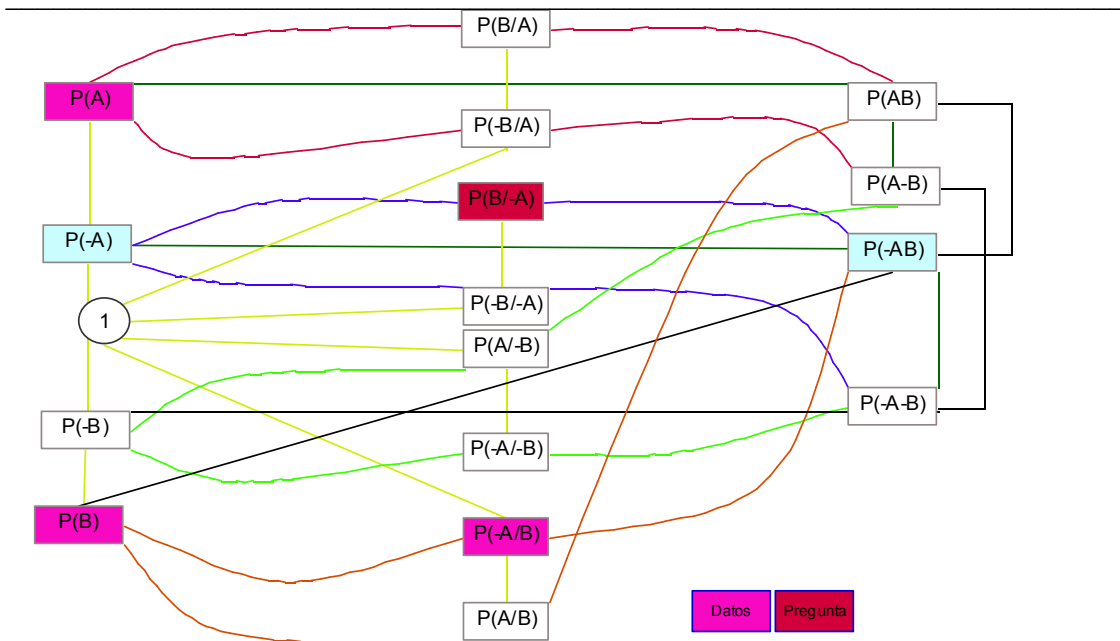 P(B/A)
P(A)
P(AB)
P(-B/A)
P(A-B)
P(B/-A)
P(-A)
P(-AB)
P(-B/-A)
1
P(A/-B)
P(-A-B)
P(-B)
P(-A/-B)
P(B)
P(-A/B)
P(A/B)
Datos
Pregunta